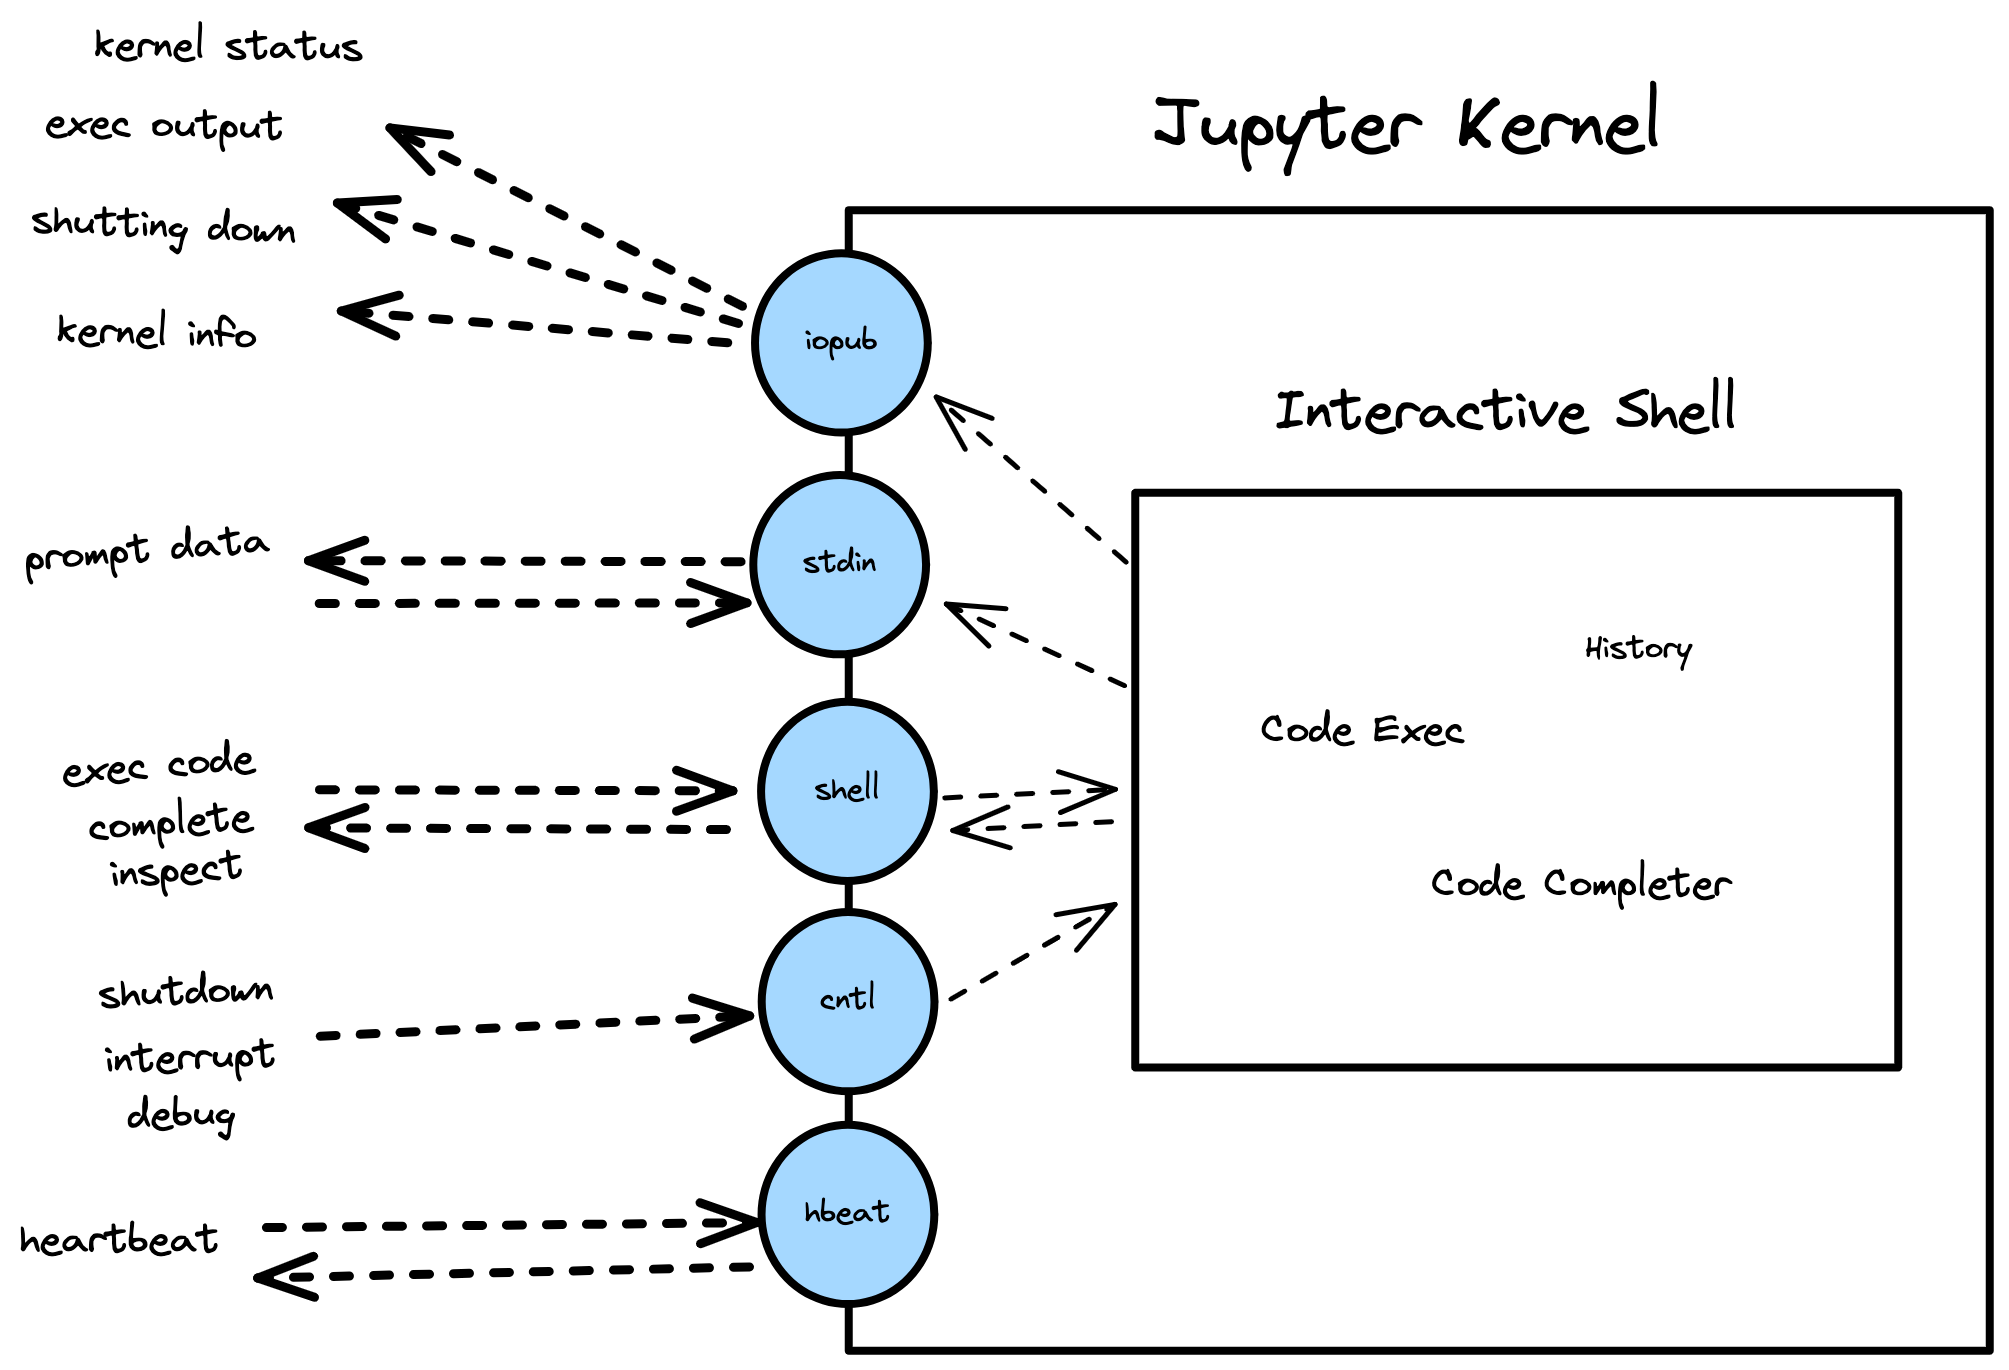 kernel status
exec output
shutting down
kernel info
prompt data
exec code
complete
inspect
shutdown
interrupt
debug
heartbeat
iopub
stdin
shell
cntl
hbeat
Jupyter Kernel
Interactive Shell
History
Code Exec
Code Completer